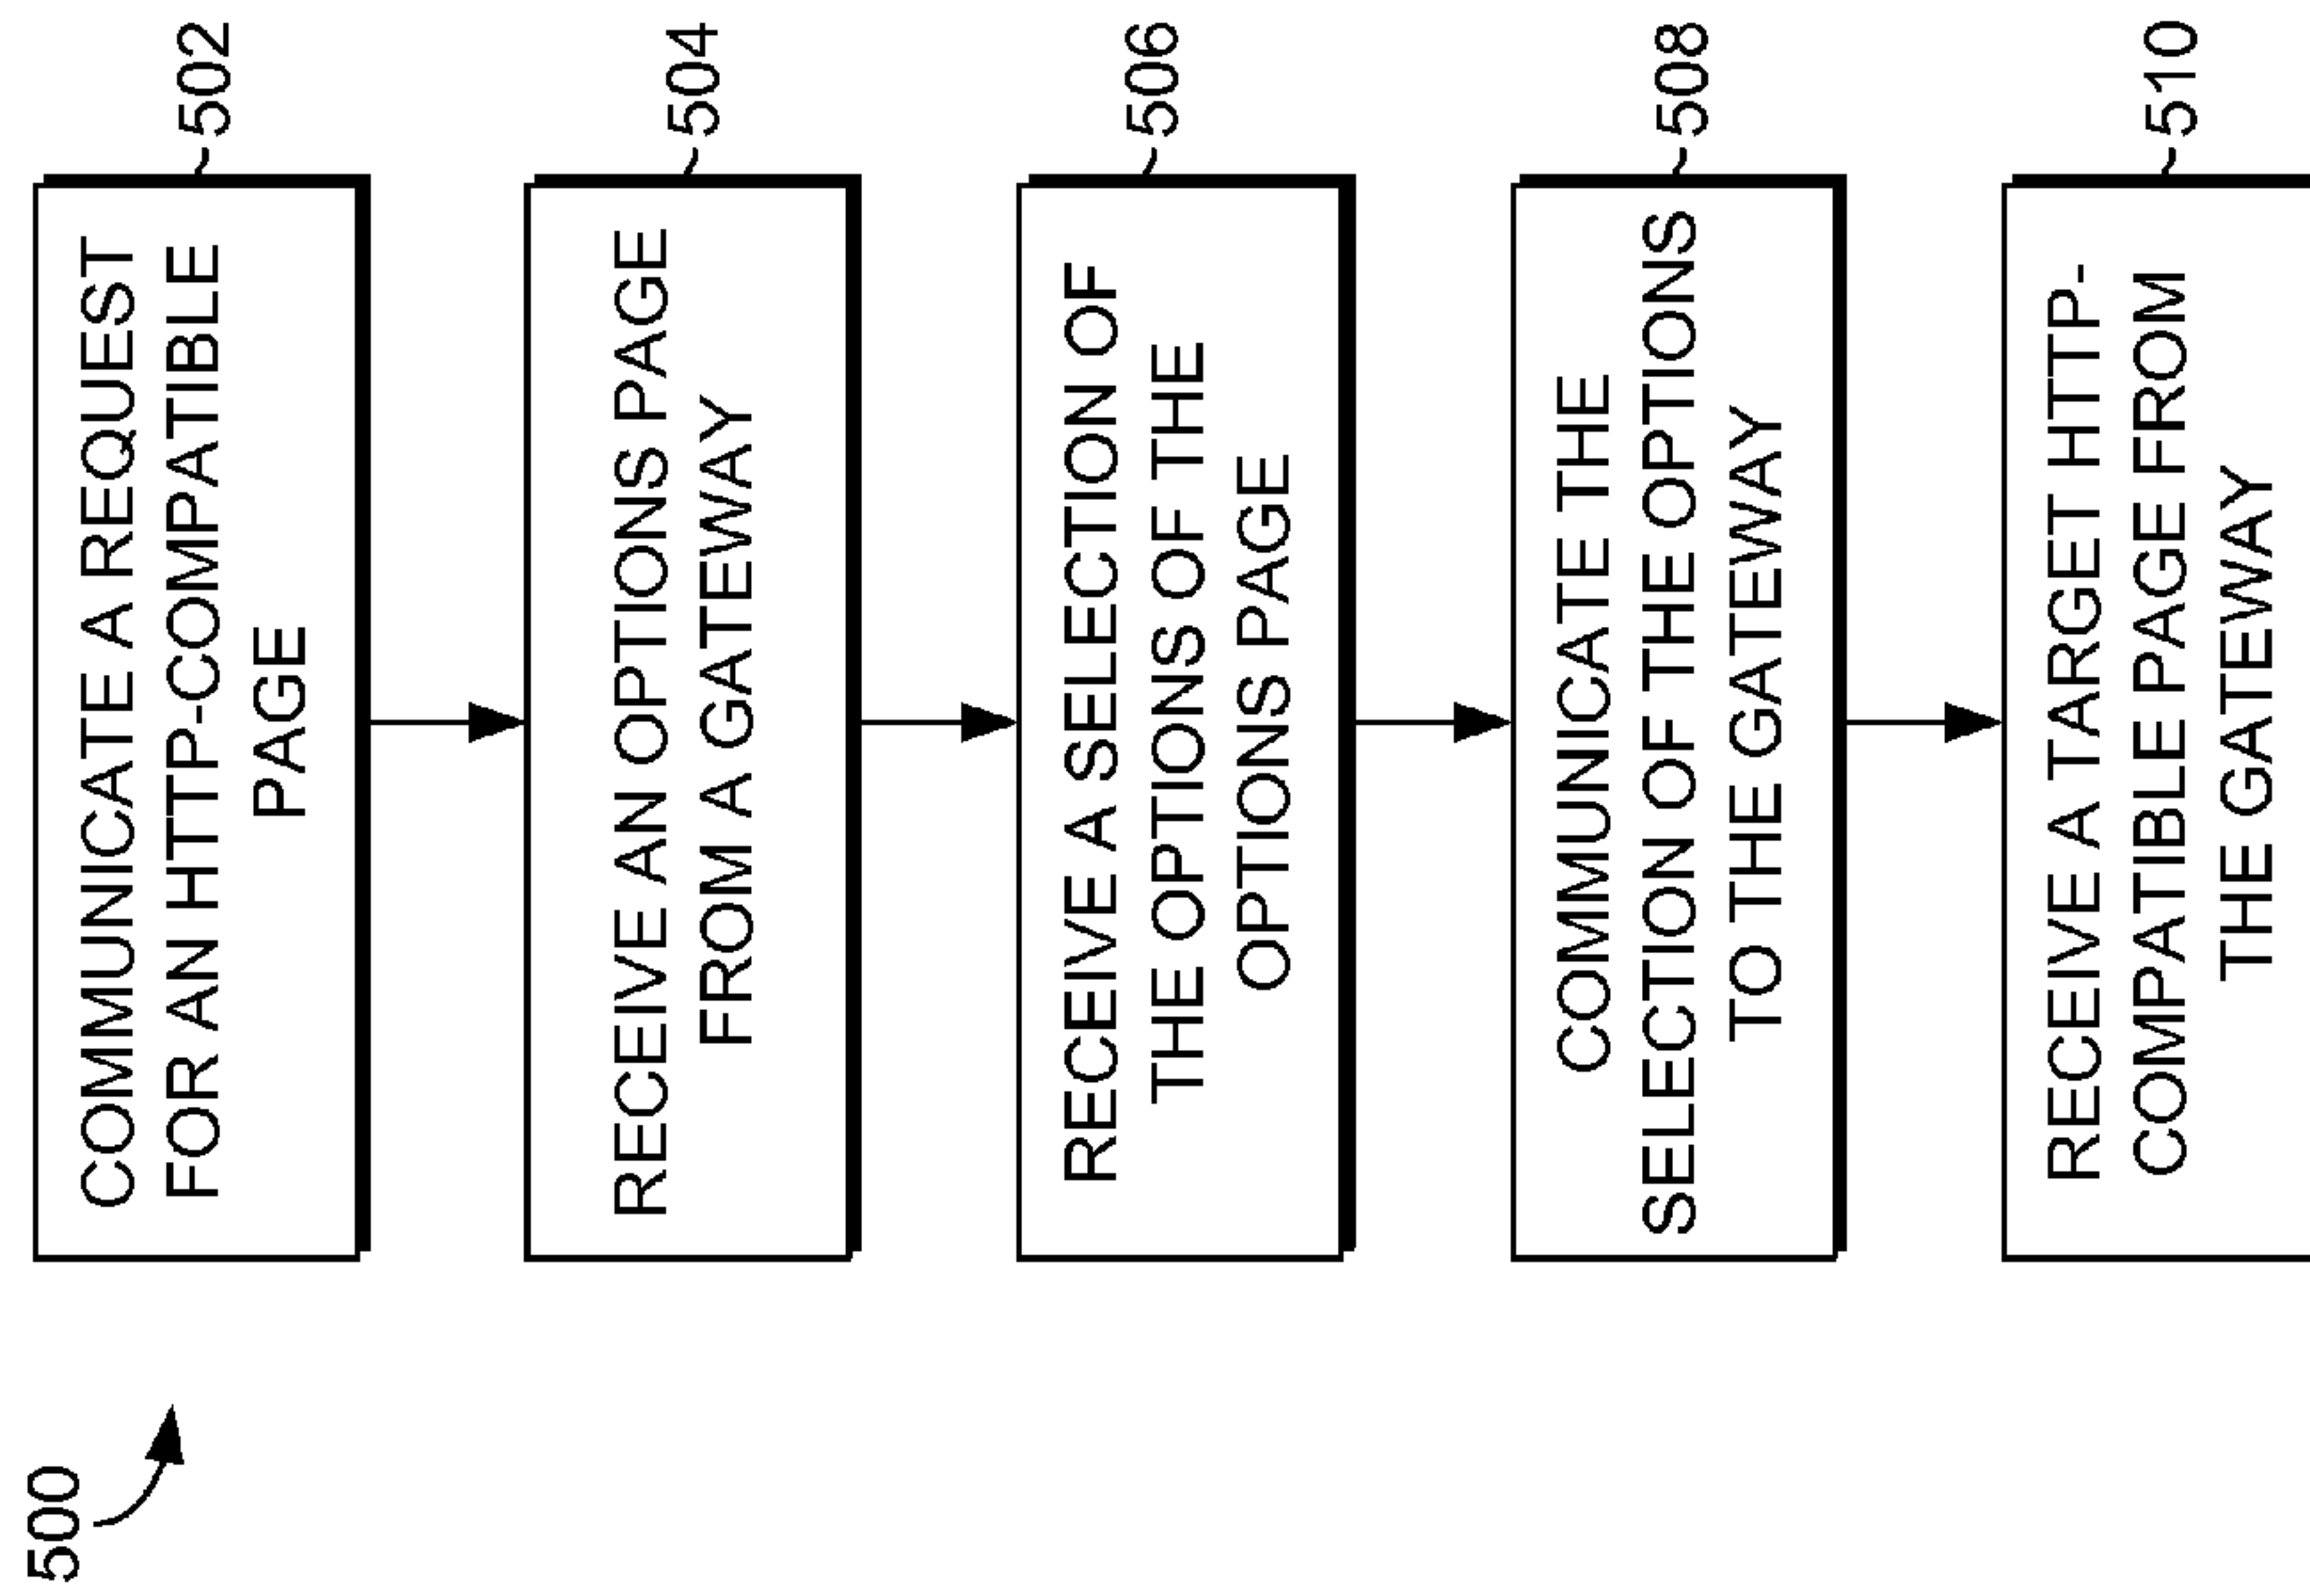 500
COMMUNICATE A REQUEST
FOR AN HTTP-COMPATIBLE
PAGE
502
RECEIVE AN OPTIONS PAGE
FROM A GATEWAY
504
RECEIVE A SELECTION OF
THE OPTIONS OF THE
OPTIONS PAGE
506
COMMUNICATE THE
SELECTION OF THE OPTIONS
TO THE GATEWAY
508
RECEIVE A TARGET HTTP-
COMPATIBLE PAGE FROM
THE GATEWAY
510